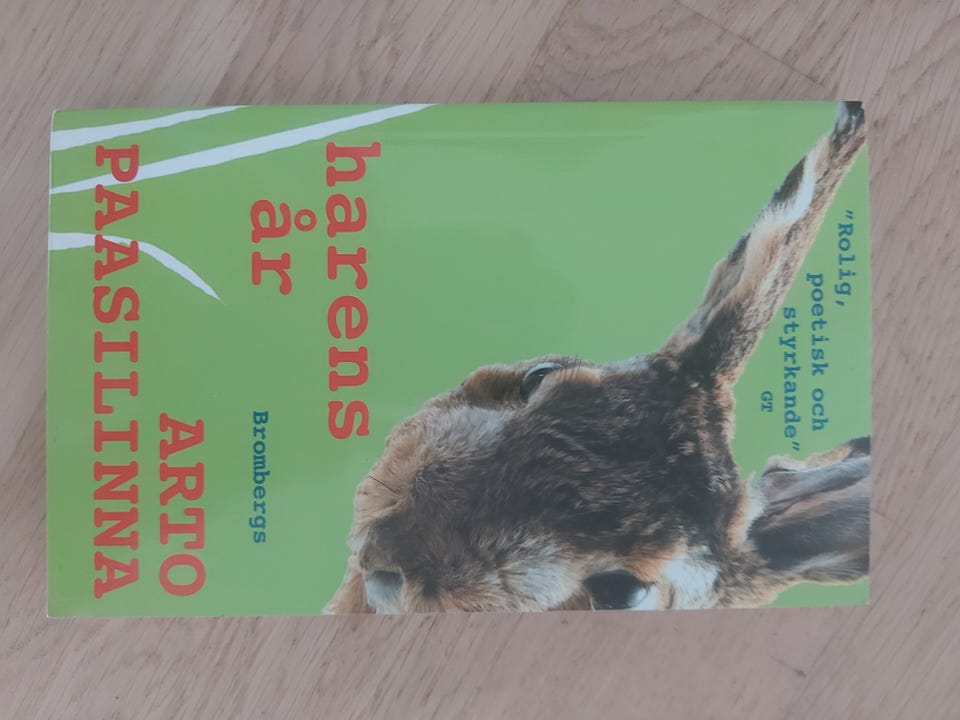 "Rolig,
poetisk och
styrkande"
GT
harens
år
Brombergs
ARTO
PAASILINNA